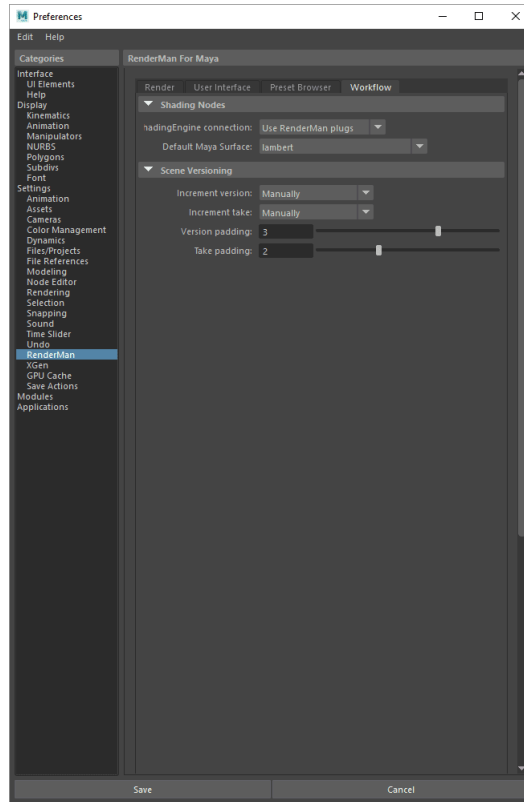 Preferences
Edit Help
Categories
Interface
UI Elements
Help
Display
Kinematics
Animation
Manipulators
NURBS
Polygons
Subdivs
Font
Settings
Animation
Assets
Cameras
Color Management
Dynamics
Files/Projects
File References
Modeling
Node Editor
Rendering
Selection
Snapping
Sound
Time Slider
Undo
RenderMan
XGen
GPU Cache
Save Actions
Modules
Applications
RenderMan For Maya
Render User Interface Preset Browser Workflow
Shading Nodes
hadingEngine connection: Use RenderMan plugs
Default Maya Surface: lambert
Scene Versioning
Increment version: Manually
Increment take: Manually
Version padding: 3
Take padding: 2
Save Cancel